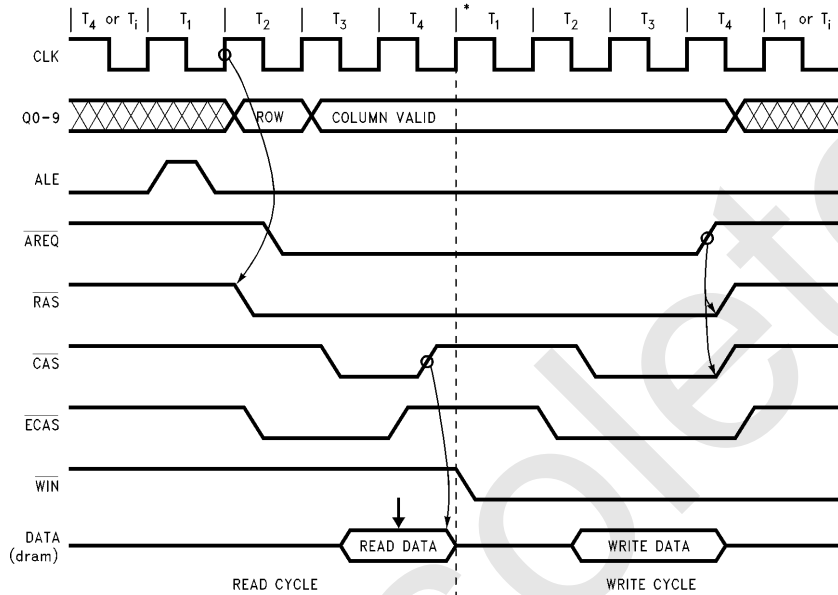 T4 or Ti T1 T2 T3 T4 * T1 T2 T3 T4 T1 or Ti
CLK
Q0-9 ROW COLUMN VALID
ALE
AREQ
RAS
CAS
ECAS
WIN
DATA READ DATA WRITE DATA
(dram)
READ CYCLE WRITE CYCLE